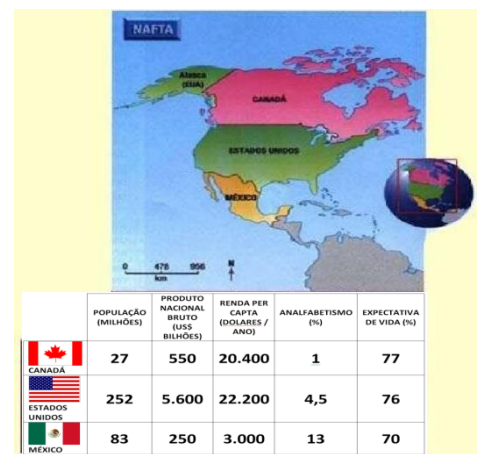 NAFTA
Alasca
(EUA)
CANADÁ
ESTADOS UNIDOS
MÉXICO
0 478 956
km
N
POPULAÇÃO
(MILHÕES)
PRODUTO
NACIONAL
BRUTO
(US$
BILHÕES)
RENDA PER
CAPTA
(DOLARES /
ANO)
ANALFABETISMO
(%)
EXPECTATIVA
DE VIDA (%)
CANADÁ
27 550 20.400 1 77
ESTADOS
UNIDOS
252 5.600 22.200 4,5 76
MÉXICO
83 250 3.000 13 70